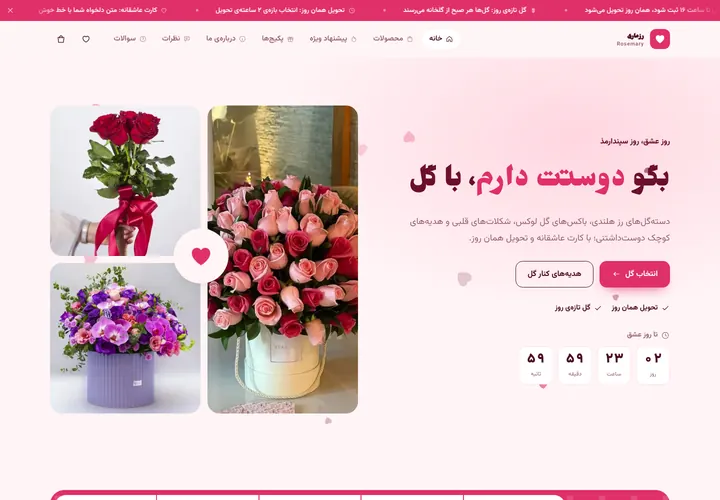 تا ساعت ۱۶ ثبت شود، همان روز تحویل می‌شود
گل تازه‌ی روز: گل‌ها هر صبح از گلخانه می‌رسند
تحویل همان روز: انتخاب بازه‌ی ۲ ساعته‌ی تحویل
کارت عاشقانه: متن دلخواه شما با خط خوش
رزماری
Rosemary
خانه
محصولات
پیشنهاد ویژه
پکیج‌ها
درباره‌ی ما
نظرات
سوالات
روز عشق، روز سپندارمذ
بگو دوستت دارم، با گل
دسته‌گل‌های رز هلندی، باکس‌های گل لوکس، شکلات‌های قلبی و هدیه‌های
کوچک دوست‌داشتنی؛ با کارت عاشقانه و تحویل همان روز.
انتخاب گل
هدیه‌های کنار گل
تحویل همان روز
گل تازه‌ی روز
تا روز عشق
۰۲
روز
۲۳
ساعت
۵۹
دقیقه
۵۹
ثانیه